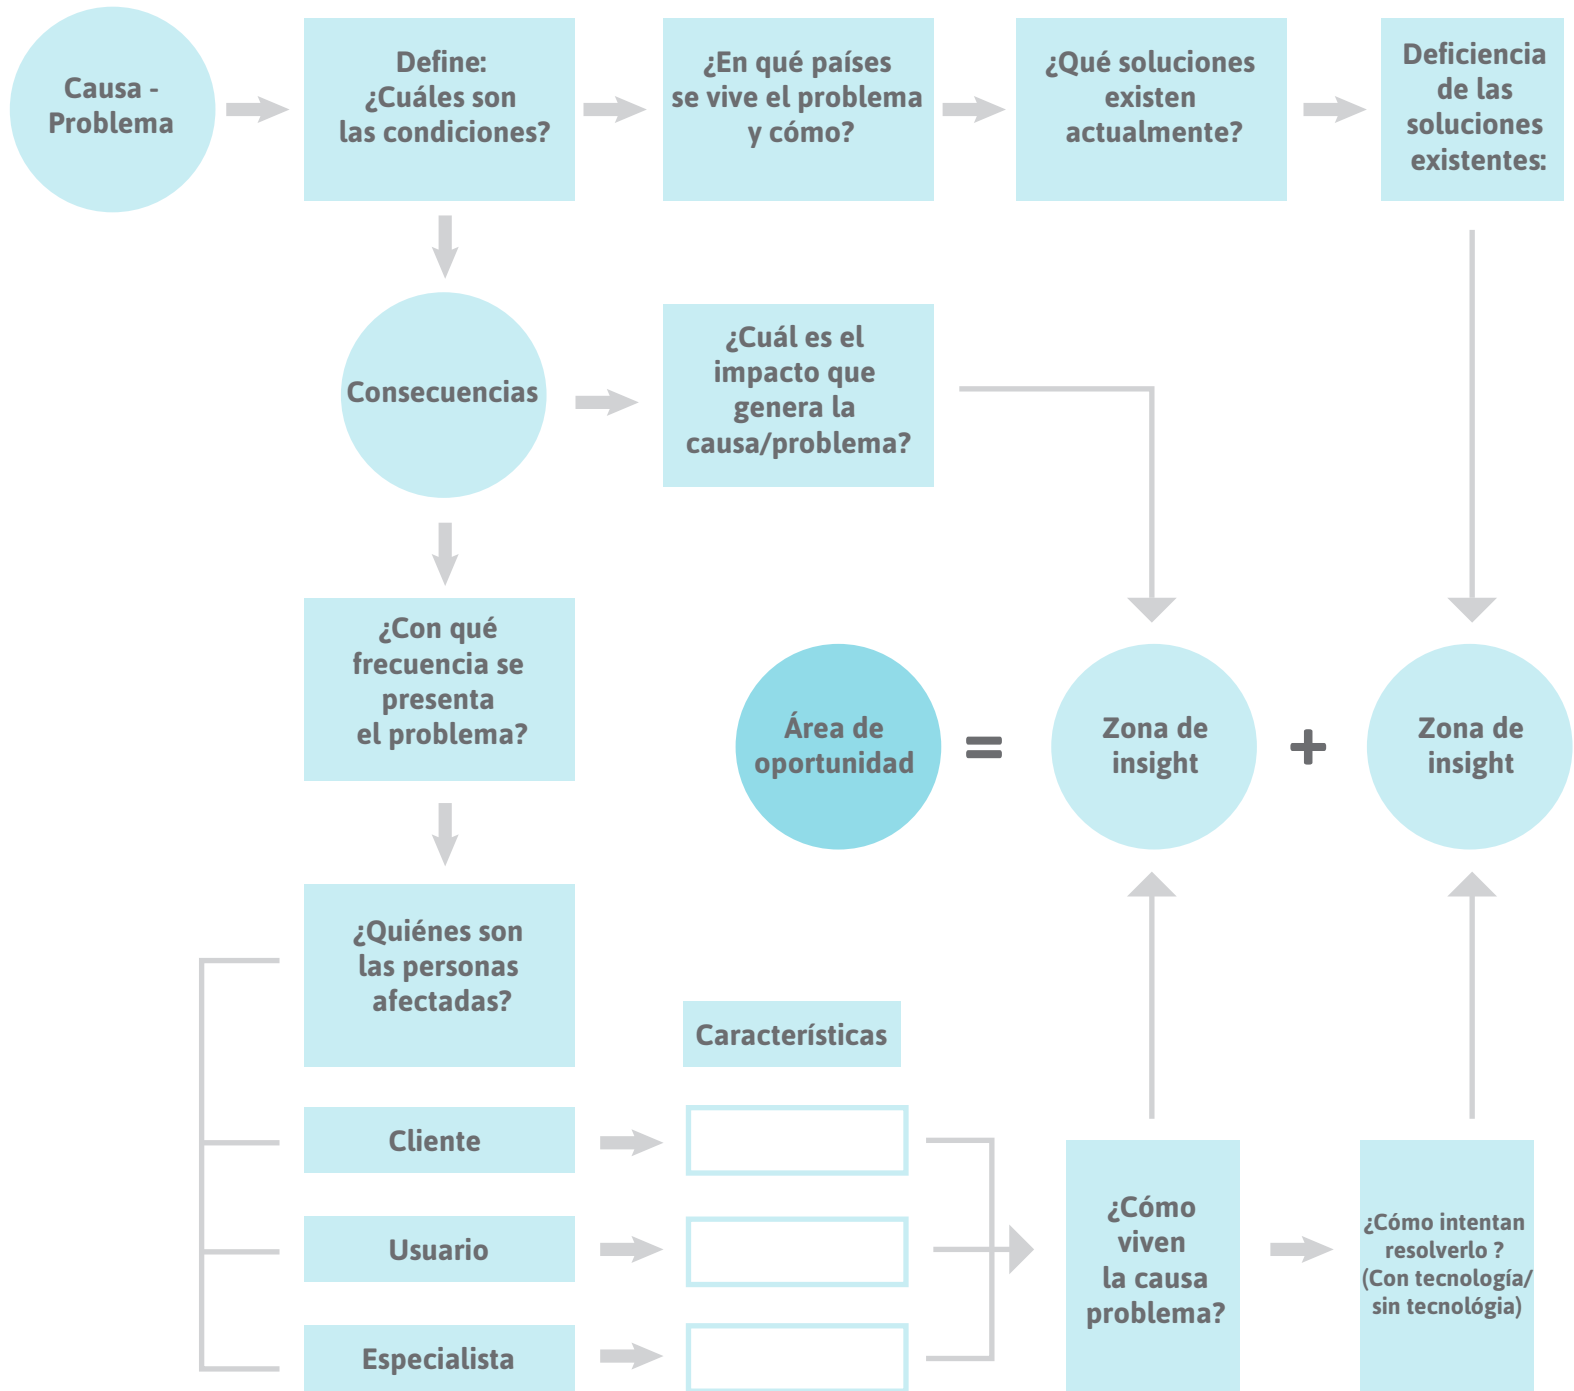 Causa -
Problema
Define:
¿Cuáles son
las condiciones?
¿En qué países
se vive el problema
y cómo?
¿Qué soluciones
existen
actualmente?
Deficiencia
de las
soluciones
existentes:
Consecuencias
¿Cuál es el
impacto que
genera la
causa/problema?
¿Con qué
frecuencia se
presenta
el problema?
Área de
oportunidad
=
Zona de
insight
+
Zona de
insight
¿Quiénes son
las personas
afectadas?
Características
Cliente
Usuario
Especialista
¿Cómo
viven
la causa
problema?
¿Cómo intentan
resolverlo ?
(Con tecnología/
sin tecnológia)